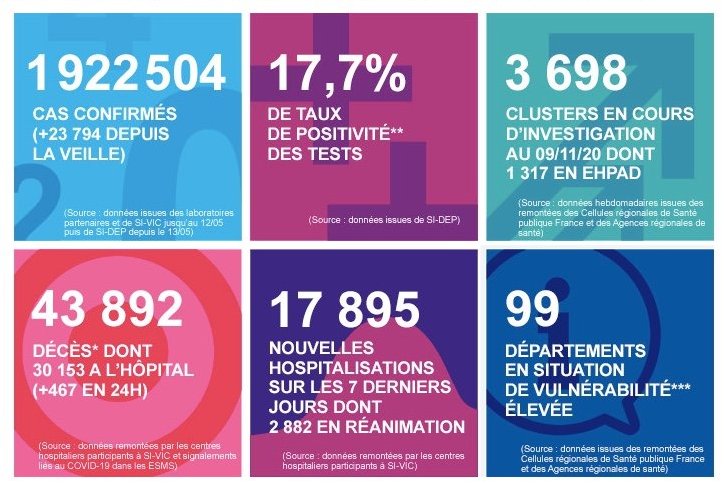 1 922 504
CAS CONFIRMÉS
(+23 794 DEPUIS
LA VEILLE)
(Source : données issues des laboratoires
partenaires et de SI-VIC jusqu'au 12/05
puis de SI-DEP depuis le 13/05)
17,7%
DE TAUX
DE POSITIVITÉ**
DES TESTS
(Source : données issues de SI-DEP)
3 698
CLUSTERS EN COURS
D'INVESTIGATION
AU 09/11/20 DONT
1 317 EN EHPAD
(Source : données hebdomadaires issues des
remontées des Cellules régionales de Santé
publique France et des Agences régionales de
santé)
43 892
DÉCÈS* DONT
30 153 A L'HÔPITAL
(+467 EN 24H)
(Source : données remontées par les centres
hospitaliers participants à SI-VIC et signalements
liés au COVID-19 dans les ESMS)
17 895
NOUVELLES
HOSPITALISATIONS
SUR LES 7 DERNIERS
JOURS DONT
2 882 EN RÉANIMATION
(Source : données remontées par les centres
hospitaliers participants à SI-VIC)
99
DÉPARTEMENTS
EN SITUATION
DE VULNÉRABILITÉ***
ÉLEVÉE
(Source : données issues des remontées des
Cellules régionales de Santé publique France
et des Agences régionales de santé)